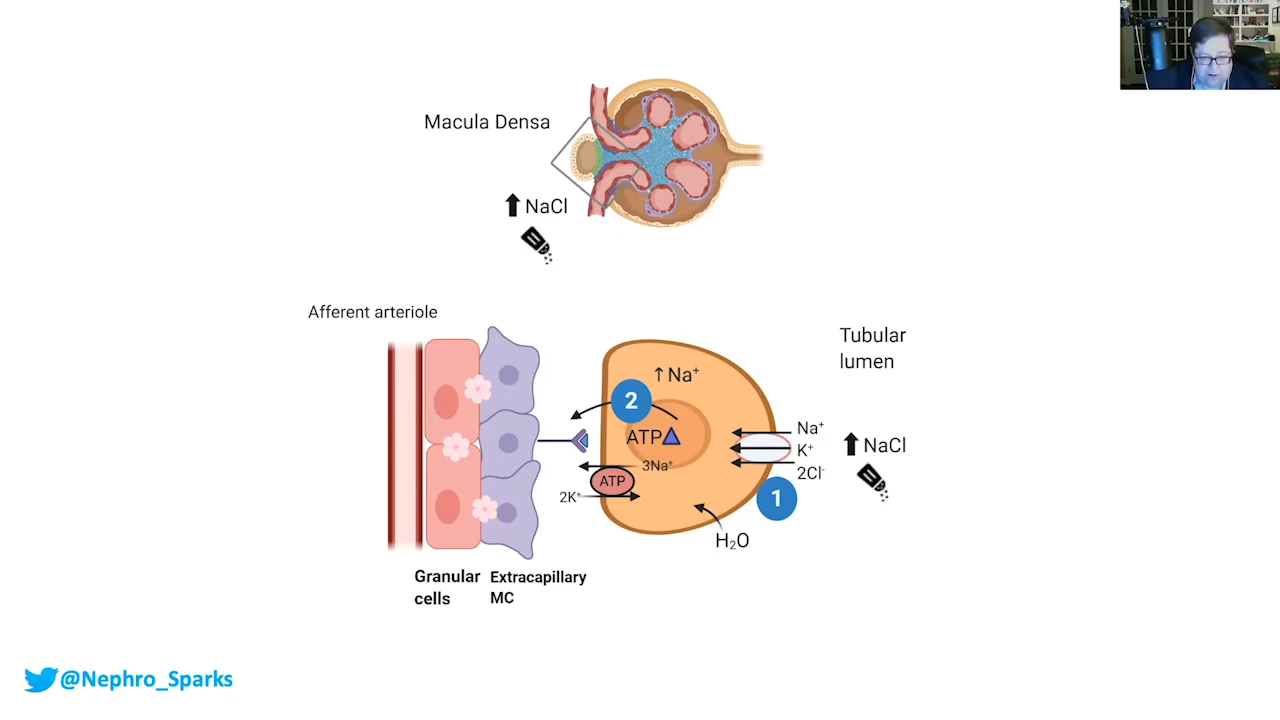 Macula Densa
NaCl
Afferent arteriole
Tubular
lumen
↑ Na⁺
2
ATP
Na⁺
K⁺
2Cl⁻
NaCl
3Na⁺
ATP
2K⁺
1
H₂O
Granular
cells
Extracapillary
MC
@Nephro_Sparks